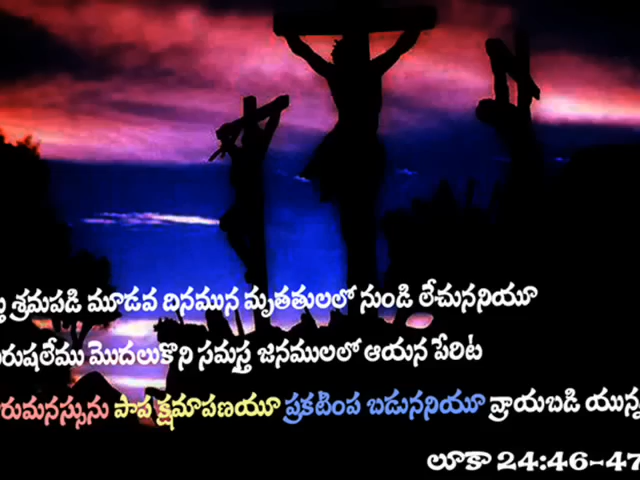 శ్రమపడి మూడవ దినమున మృతతులలో నుండి లేచుననియూ
రుషలేము మొదలుకొని సమస్త జనములలో ఆయన పేరిట
రుమనస్సును పాప క్షమాపణయూ ప్రకటింప బడుననియూ వ్రాయబడి యున్న
లూకా 24:46-47